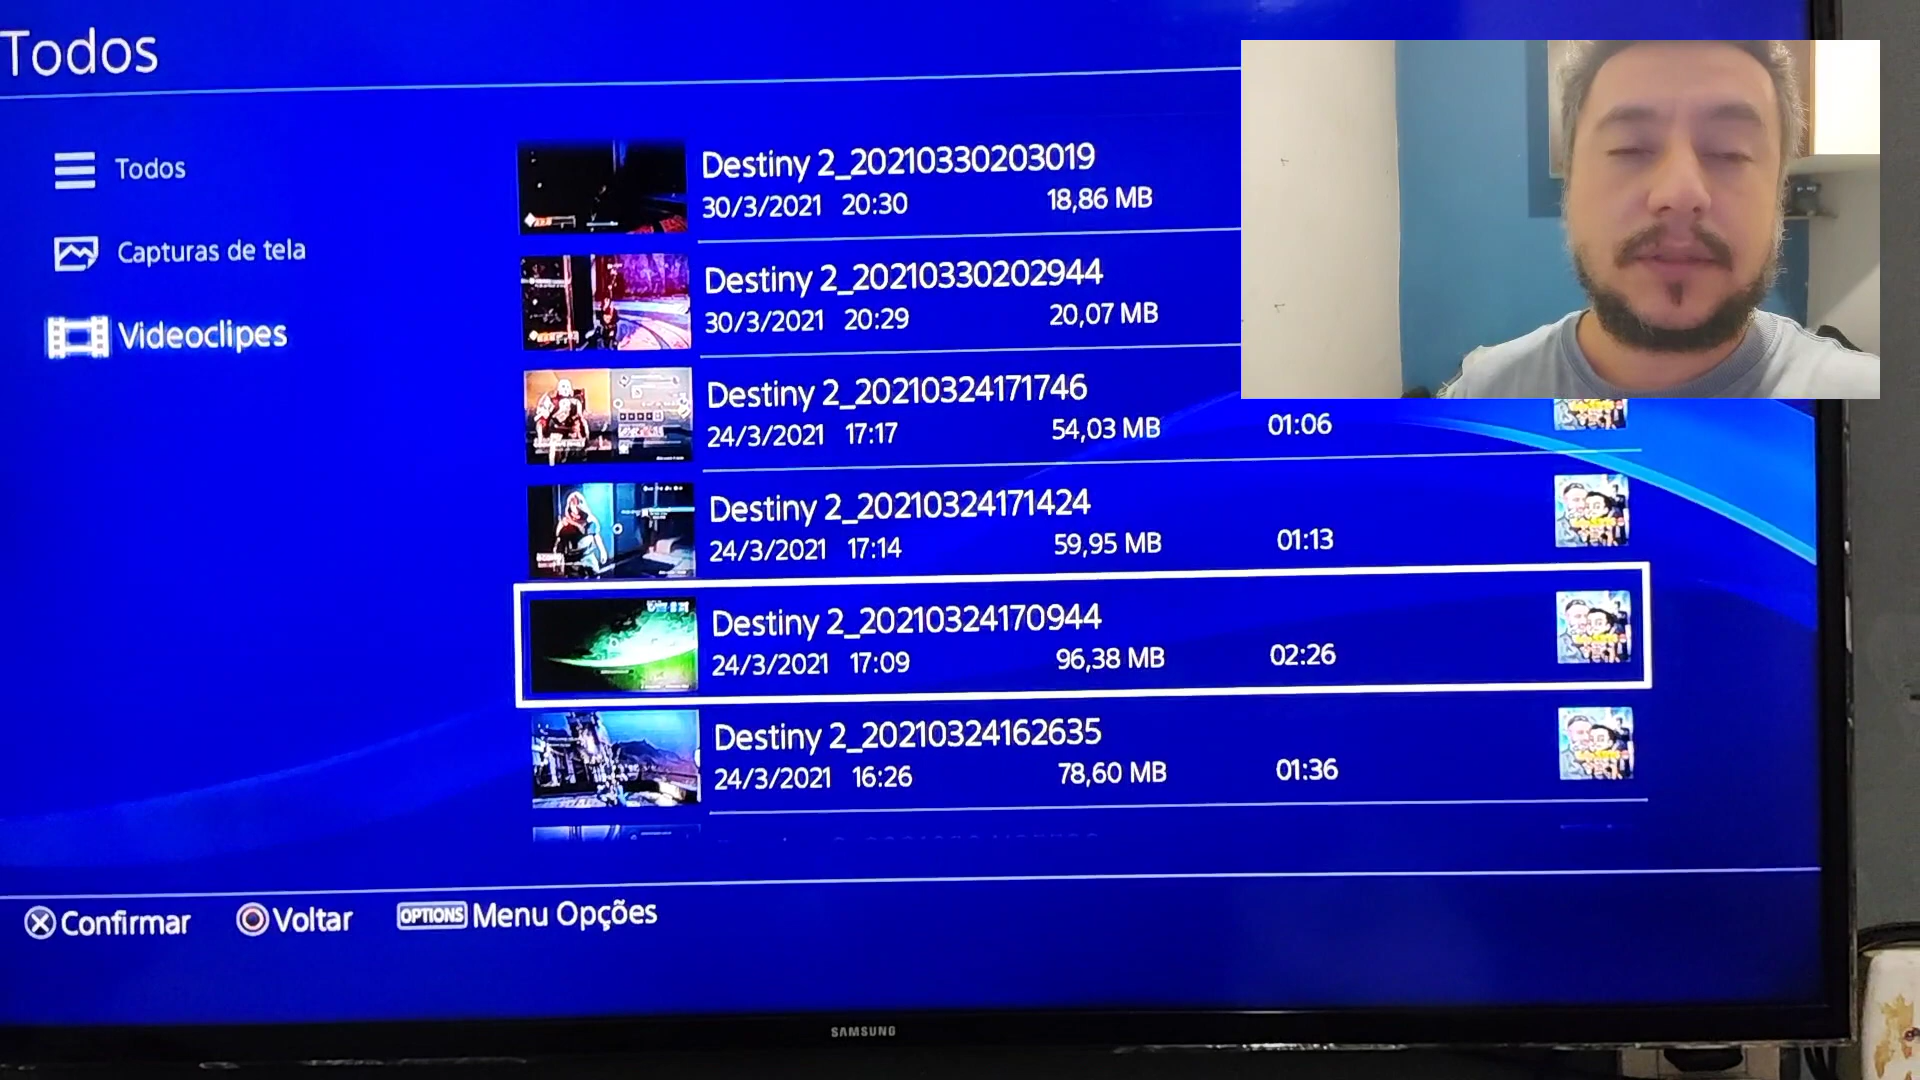 Todos
Todos
Capturas de tela
Videoclipes
Destiny 2_20210330203019
30/3/2021 20:30 18,86 MB
Destiny 2_20210330202944
30/3/2021 20:29 20,07 MB
Destiny 2_20210324171746
24/3/2021 17:17 54,03 MB 01:06
Destiny 2_20210324171424
24/3/2021 17:14 59,95 MB 01:13
Destiny 2_20210324170944
24/3/2021 17:09 96,38 MB 02:26
Destiny 2_20210324162635
24/3/2021 16:26 78,60 MB 01:36
Confirmar Voltar OPTIONS Menu Opções
SAMSUNG